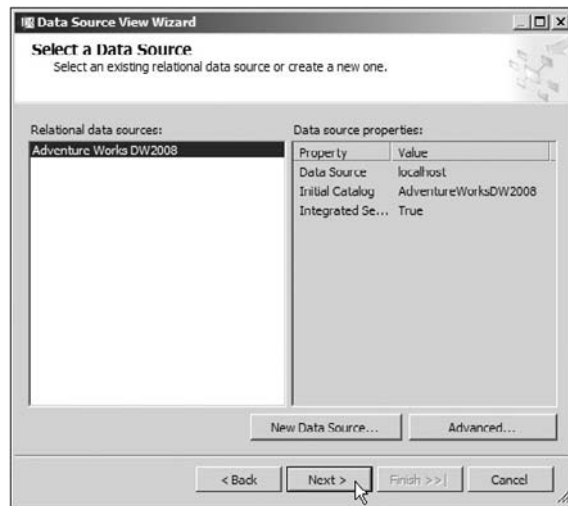 Data Source View Wizard
Select a Data Source
Select an existing relational data source or create a new one.
Relational data sources:
Adventure Works DW2008
Data source properties:
Property Value
Data Source localhost
Initial Catalog AdventureWorksDW2008
Integrated Se... True
New Data Source...
Advanced...
< Back
Next >
Finish >>|
Cancel